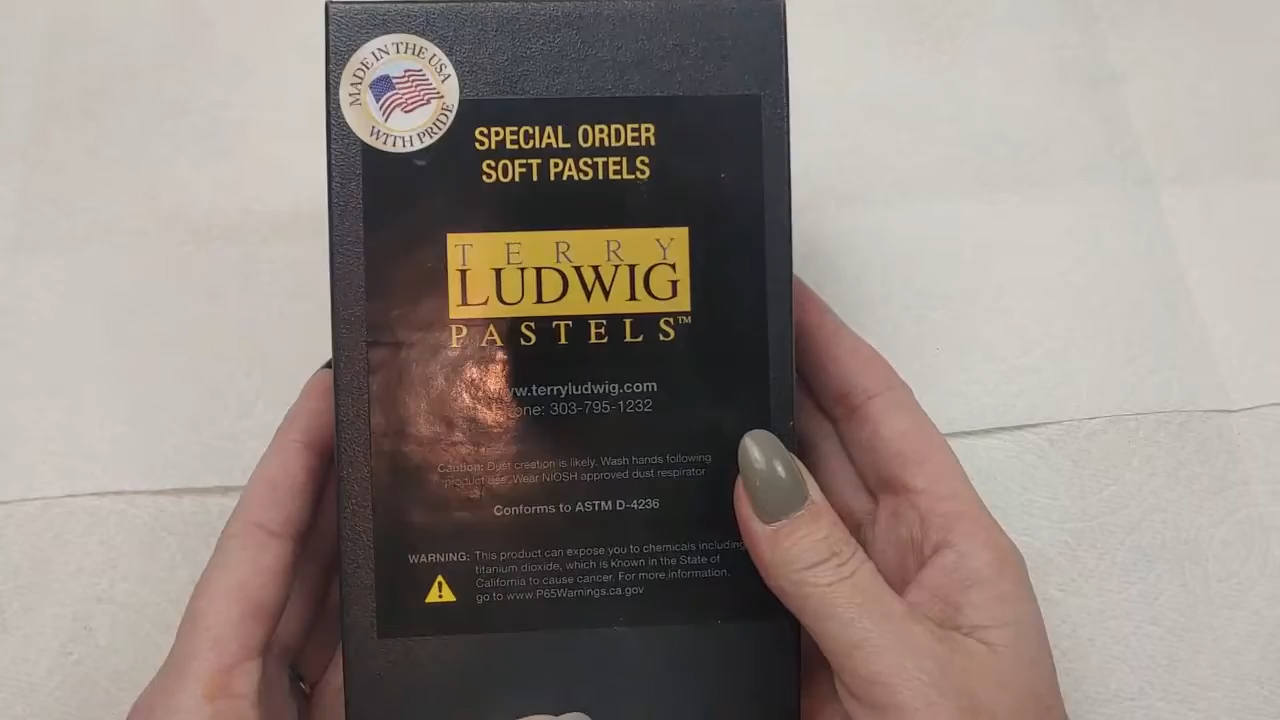 MADE IN THE USA
WITH PRIDE
SPECIAL ORDER
SOFT PASTELS
TERRY
LUDWIG
PASTELS™
www.terryludwig.com
303-795-1232
Caution: Dust creation is likely. Wash hands following
product use. Wear NIOSH approved dust respirator
Conforms to ASTM D-4236
WARNING: This product can expose you to chemicals including
titanium dioxide, which is known in the State of
California to cause cancer. For more information.
go to www.P65Warnings.ca.gov